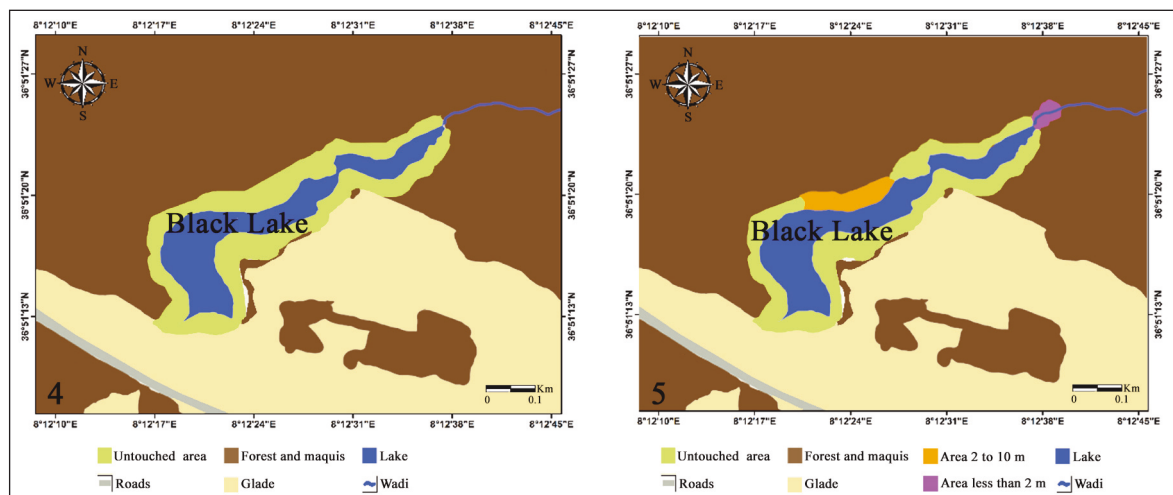 8°12'10"E 8°12'17"E 8°12'24"E 8°12'31"E 8°12'38"E 8°12'45"E
36°51'27"N
36°51'20"N
36°51'13"N
N
W E
S
Black Lake
36°51'27"N
36°51'20"N
36°51'13"N
4
Km
0 0.1
8°12'10"E 8°12'17"E 8°12'24"E 8°12'31"E 8°12'38"E 8°12'45"E
Untouched area Forest and maquis Lake
Roads Glade Wadi
8°12'10"E 8°12'17"E 8°12'24"E 8°12'31"E 8°12'38"E 8°12'45"E
36°51'27"N
36°51'20"N
36°51'13"N
N
W E
S
Black Lake
36°51'27"N
36°51'20"N
36°51'13"N
5
Km
0 0.1
8°12'10"E 8°12'17"E 8°12'24"E 8°12'31"E 8°12'38"E 8°12'45"E
Untouched area Forest and maquis Area 2 to 10 m Lake
Roads Glade Area less than 2 m Wadi